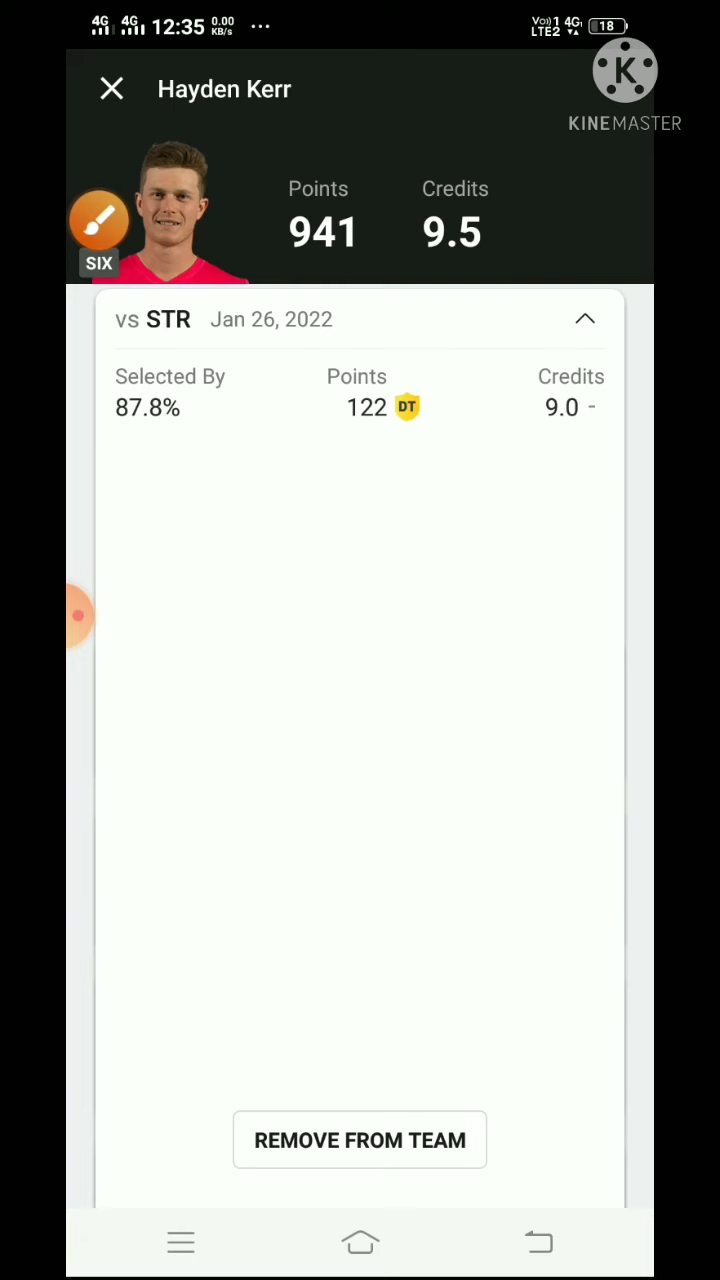 4G 4G 12:35 0.00 KB/s ... Vo)) 1 LTE2 4G 18
Hayden Kerr
K
KINEMASTER
Points Credits
941 9.5
SIX
vs STR Jan 26, 2022
Selected By Points Credits
87.8% 122 DT 9.0 -
REMOVE FROM TEAM